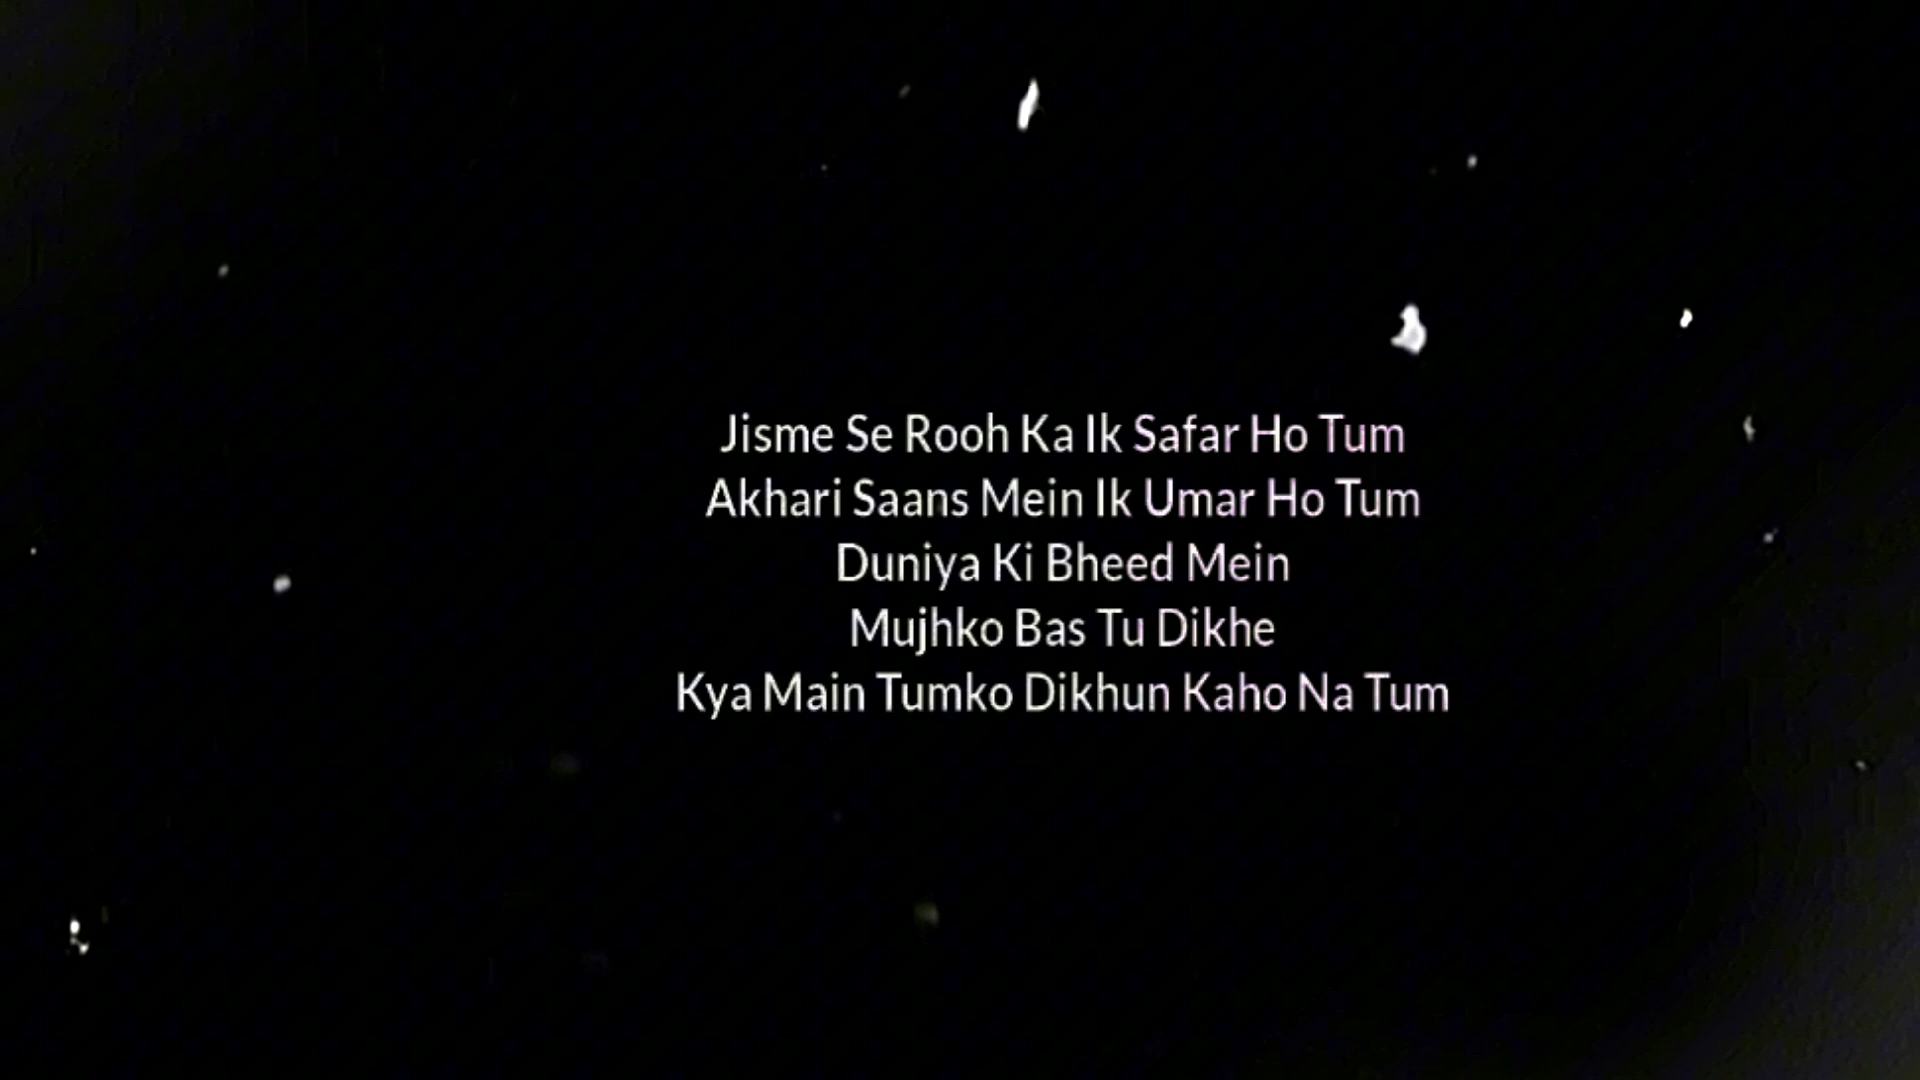 Jisme Se Rooh Ka Ik Safar Ho Tum
Akhari Saans Mein Ik Umar Ho Tum
Duniya Ki Bheed Mein
Mujhko Bas Tu Dikhe
Kya Main Tumko Dikhun Kaho Na Tum